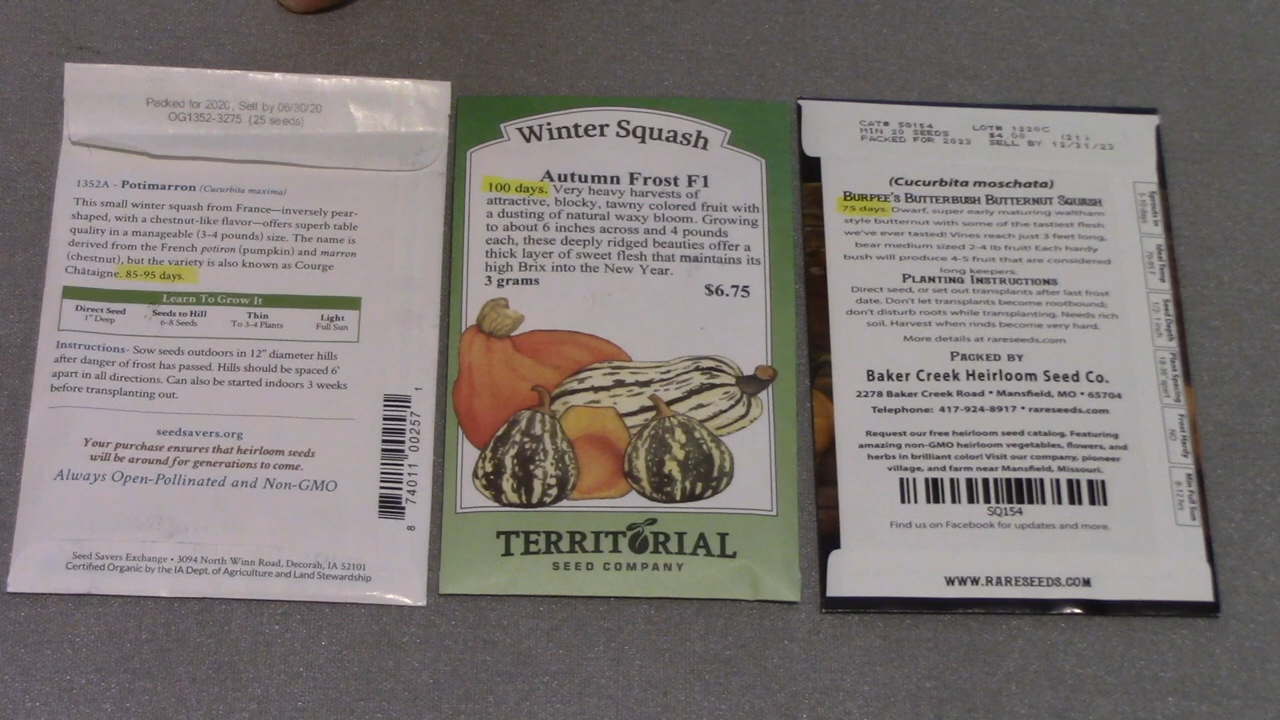 Packed for 2020, Sell by 06/30/20
OG1352-3275 (25 seeds)
1352A - Potimarron (Cucurbita maxima)
This small winter squash from France—inversely pear-
shaped, with a chestnut-like flavor—offers superb table
quality in a manageable (3-4 pounds) size. The name is
derived from the French potiron (pumpkin) and marron
(chestnut), but the variety is also known as Courge
Châtaigne. 85-95 days.
Learn To Grow It
Direct Seed
1" Deep
Seeds to Hill
6-8 Seeds
Thin
To 3-4 Plants
Light
Full Sun
Instructions- Sow seeds outdoors in 12" diameter hills
after danger of frost has passed. Hills should be spaced 6'
apart in all directions. Can also be started indoors 3 weeks
before transplanting out.
seedsavers.org
Your purchase ensures that heirloom seeds
will be around for generations to come.
Always Open-Pollinated and Non-GMO
8 74011 00257 1
Seed Savers Exchange • 3094 North Winn Road, Decorah, IA 52101
Certified Organic by the IA Dept. of Agriculture and Land Stewardship
Winter Squash
Autumn Frost F1
100 days. Very heavy harvests of
attractive, blocky, tawny colored fruit with
a dusting of natural waxy bloom. Growing
to about 6 inches across and 4 pounds
each, these deeply ridged beauties offer a
thick layer of sweet flesh that maintains its
high Brix into the New Year.
3 grams
$6.75
TERRITORIAL
SEED COMPANY
CAT# SQ154 LOT# 1220C
MIN 20 SEEDS $4.00 (21)
PACKED FOR 2023 SELL BY 12/31/23
(Cucurbita moschata)
Burpee's Butterbush Butternut Squash
75 days. Dwarf, super early maturing waltham
style butternut with some of the tastiest flesh
we've ever tasted! Vines reach just 3 feet long,
bear medium sized 2-4 lb fruit! Each hardy
bush will produce 4-5 fruit that are considered
long keepers.
Planting Instructions
Direct seed, or set out transplants after last frost
date. Don't let transplants become rootbound;
don't disturb roots while transplanting. Needs rich
soil. Harvest when rinds become very hard.
More details at rareseeds.com
Packed by
Baker Creek Heirloom Seed Co.
2278 Baker Creek Road • Mansfield, MO • 65704
Telephone: 417-924-8917 • rareseeds.com
Request our free heirloom seed catalog. Featuring
amazing non-GMO heirloom vegetables, flowers, and
herbs in brilliant color! Visit our company, pioneer
village, and farm near Mansfield, Missouri.
SQ154
Find us on Facebook for updates and more.
WWW.RARESEEDS.COM
Sprouts in
5-10 days
Ideal Temp
70-95 F
Seed Depth
1/2- 1 inch
Plant Spacing
18-36" apart
Frost Hardy
NO
Min Full Sun
8-12 hrs